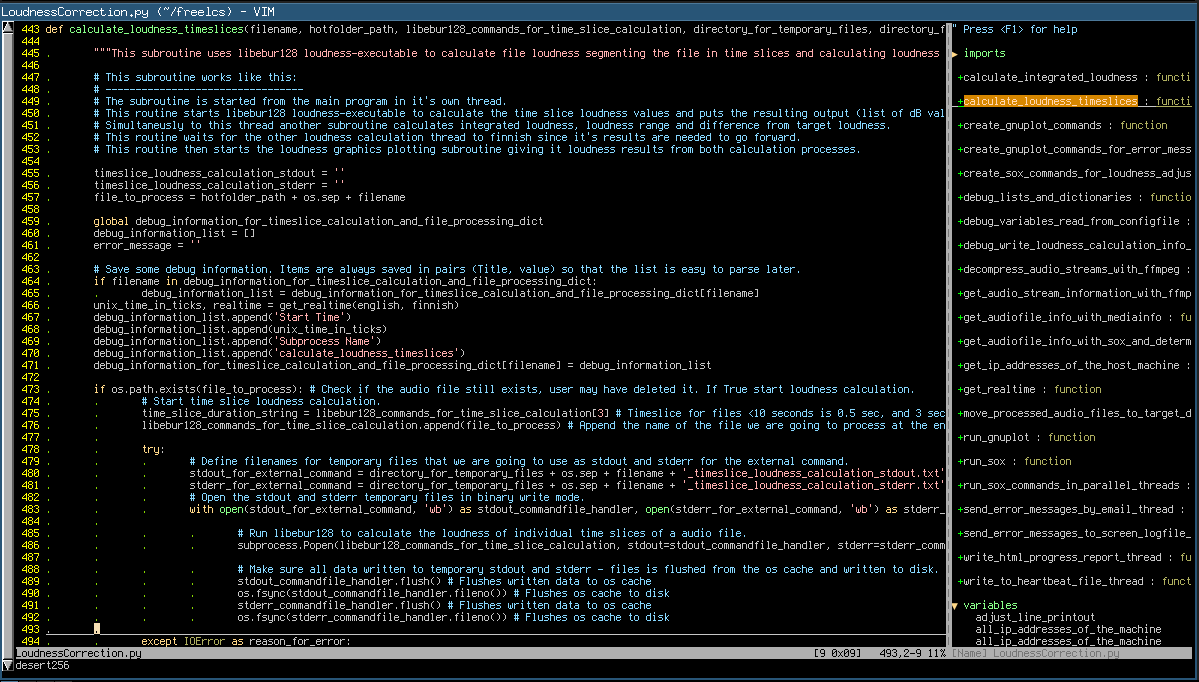 LoudnessCorrection.py (~/freelcs) - VIM
443 def calculate_loudness_timeslices(filename, hotfolder_path, libebur128_commands_for_time_slice_calculation, directory_for_temporary_files, directory_f
444
445 . """This subroutine uses libebur128 loudness-executable to calculate file loudness segmenting the file in time slices and calculating loudness
446
447 . # This subroutine works like this:
448 . # -------------------------------
449 . # The subroutine is started from the main program in it's own thread.
450 . # This routine starts libebur128 loudness-executable to calculate the time slice loudness values and puts the resulting output (list of dB val
451 . # Simultaneusly to this thread another subroutine calculates integrated loudness, loudness range and difference from target loudness.
452 . # This routine waits for the other loudness calculation thread to finnish since it's results are needed to go forward.
453 . # This routine then starts the loudness graphics plotting subroutine giving it loudness results from both calculation processes.
454
455 . timeslice_loudness_calculation_stdout = ''
456 . timeslice_loudness_calculation_stderr = ''
457 . file_to_process = hotfolder_path + os.sep + filename
458
459 . global debug_information_for_timeslice_calculation_and_file_processing_dict
460 . debug_information_list = []
461 . error_message = ''
462
463 . # Save some debug information. Items are always saved in pairs (Title, value) so that the list is easy to parse later.
464 . if filename in debug_information_for_timeslice_calculation_and_file_processing_dict:
465 . . debug_information_list = debug_information_for_timeslice_calculation_and_file_processing_dict[filename]
466 . unix_time_in_ticks, realtime = get_realtime(english, finnish)
467 . debug_information_list.append('Start Time')
468 . debug_information_list.append(unix_time_in_ticks)
469 . debug_information_list.append('Subprocess Name')
470 . debug_information_list.append('calculate_loudness_timeslices')
471 . debug_information_for_timeslice_calculation_and_file_processing_dict[filename] = debug_information_list
472
473 . if os.path.exists(file_to_process): # Check if the audio file still exists, user may have deleted it. If True start loudness calculation.
474 . . # Start time slice loudness calculation.
475 . . time_slice_duration_string = libebur128_commands_for_time_slice_calculation[3] # Timeslice for files <10 seconds is 0.5 sec, and 3 sec
476 . . libebur128_commands_for_time_slice_calculation.append(file_to_process) # Append the name of the file we are going to process at the en
477 . .
478 . . try:
479 . . . # Define filenames for temporary files that we are going to use as stdout and stderr for the external command.
480 . . . stdout_for_external_command = directory_for_temporary_files + os.sep + filename + '_timeslice_loudness_calculation_stdout.txt'
481 . . . stderr_for_external_command = directory_for_temporary_files + os.sep + filename + '_timeslice_loudness_calculation_stderr.txt'
482 . . . # Open the stdout and stderr temporary files in binary write mode.
483 . . . with open(stdout_for_external_command, 'wb') as stdout_commandfile_handler, open(stderr_for_external_command, 'wb') as stderr_
484
485 . . . . # Run libebur128 to calculate the loudness of individual time slices of a audio file.
486 . . . . subprocess.Popen(libebur128_commands_for_time_slice_calculation, stdout=stdout_commandfile_handler, stderr=stderr_comm
487
488 . . . . # Make sure all data written to temporary stdout and stderr - files is flushed from the os cache and written to disk.
489 . . . . stdout_commandfile_handler.flush() # Flushes written data to os cache
490 . . . . os.fsync(stdout_commandfile_handler.fileno()) # Flushes os cache to disk
491 . . . . stderr_commandfile_handler.flush() # Flushes written data to os cache
492 . . . . os.fsync(stderr_commandfile_handler.fileno()) # Flushes os cache to disk
493 .
494 . . except IOError as reason_for_error:
LoudnessCorrection.py [9 0x09] 493,2-9 11%
desert256
" Press <F1> for help
imports
+calculate_integrated_loudness : functi
+calculate_loudness_timeslices : functi
+create_gnuplot_commands : function
+create_gnuplot_commands_for_error_mess
+create_sox_commands_for_loudness_adjus
+debug_lists_and_dictionaries : functio
+debug_variables_read_from_configfile :
+debug_write_loudness_calculation_info_
+decompress_audio_streams_with_ffmpeg :
+get_audio_stream_information_with_ffmp
+get_audiofile_info_with_mediainfo : fu
+get_audiofile_info_with_sox_and_determ
+get_ip_addresses_of_the_host_machine :
+get_realtime : function
+move_processed_audio_files_to_target_d
+run_gnuplot : function
+run_sox : function
+run_sox_commands_in_parallel_threads :
+send_error_messages_by_email_thread :
+send_error_messages_to_screen_logfile_
+write_html_progress_report_thread : fu
+write_to_heartbeat_file_thread : funct
variables
adjust_line_printout
all_ip_addresses_of_the_machine
all_ip_addresses_of_the_machine
[Name] LoudnessCorrection.py